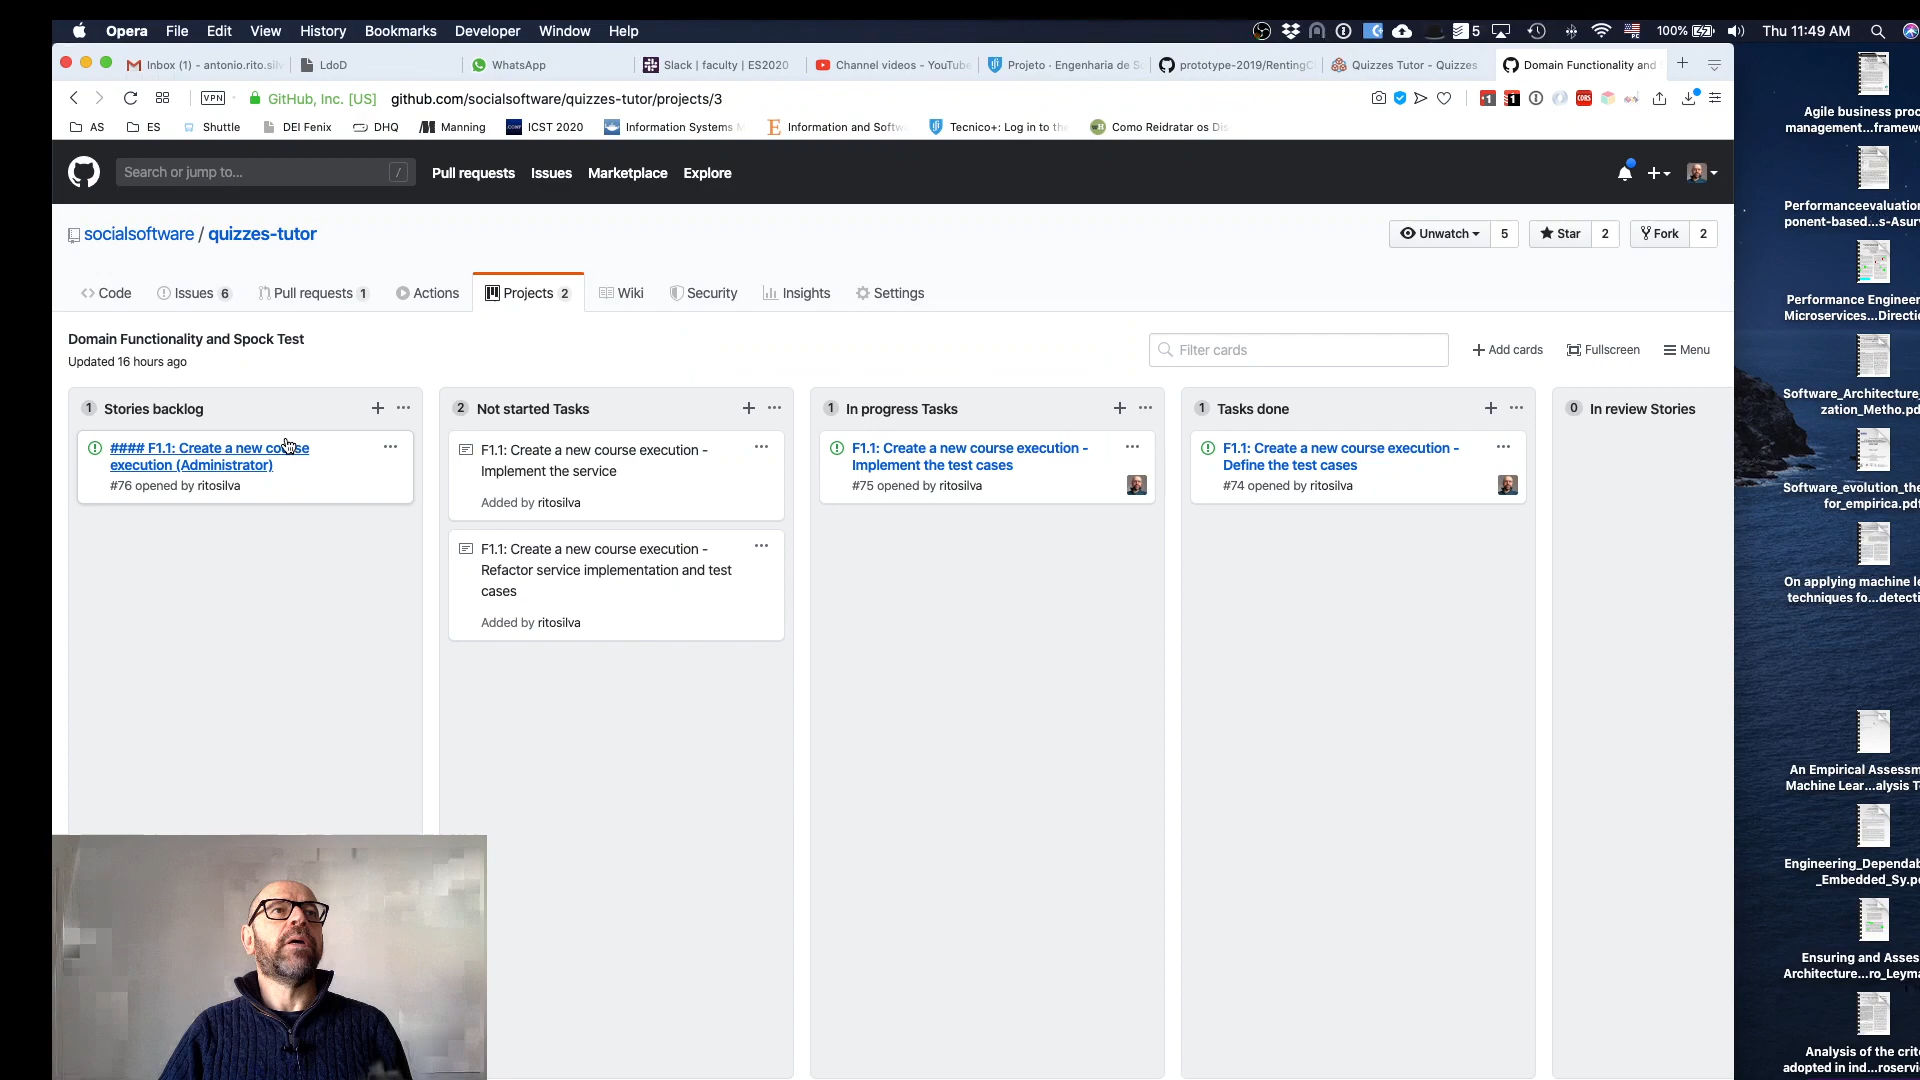 Opera File Edit View History Bookmarks Developer Window Help
5 100% Thu 11:49 AM
Inbox (1) - antonio.rito.silv
LdoD
WhatsApp
Slack | faculty | ES2020
Channel videos - YouTube
Projeto · Engenharia de S
prototype-2019/RentingC
Quizzes Tutor - Quizzes
Domain Functionality and
VPN GitHub, Inc. [US] github.com/socialsoftware/quizzes-tutor/projects/3
AS ES Shuttle DEI Fenix DHQ Manning ICST 2020 Information Systems Information and Softw Tecnico+: Log in to the Como Reidratar os Dis
Search or jump to... /
Pull requests Issues Marketplace Explore
socialsoftware / quizzes-tutor
Unwatch 5 Star 2 Fork 2
Code Issues 6 Pull requests 1 Actions Projects 2 Wiki Security Insights Settings
Domain Functionality and Spock Test
Updated 16 hours ago
Filter cards
Add cards Fullscreen Menu
1 Stories backlog
#### F1.1: Create a new course
execution (Administrator)
#76 opened by ritosilva
2 Not started Tasks
F1.1: Create a new course execution -
Implement the service
Added by ritosilva
F1.1: Create a new course execution -
Refactor service implementation and test
cases
Added by ritosilva
1 In progress Tasks
F1.1: Create a new course execution -
Implement the test cases
#75 opened by ritosilva
1 Tasks done
F1.1: Create a new course execution -
Define the test cases
#74 opened by ritosilva
0 In review Stories
Agile business proc
management...framew
Performanceevaluation
ponent-based...s-Asur
Performance Engineer
Microservices...Directi
Software_Architecture_
zation_Metho.pd
Software_evolution_the
for_empirica.pdf
On applying machine le
techniques fo...detecti
An Empirical Assessm
Machine Lear...alysis T
Engineering_Dependa
_Embedded_Sy.p
Ensuring and Asses
Architecture...ro_Leym
Analysis of the crite
adopted in ind...roservi